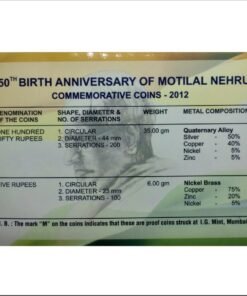 50TH BIRTH ANNIVERSARY OF MOTILAL NEHRU
COMMEMORATIVE COINS - 2012
DENOMINATION OF THE COINS SHAPE, DIAMETER & NO. OF SERRATIONS WEIGHT METAL COMPOSITION
ONE HUNDRED 1. CIRCULAR 35.00 gm Quaternary Alloy
FIFTY RUPEES 2. DIAMETER - 44 mm Silver - 50%
3. SERRATIONS - 200 Copper - 40%
Nickel - 5%
Zinc - 5%
FIVE RUPEES 1. CIRCULAR 6.00 gm Nickel Brass
2. DIAMETER - 23 mm Copper - 75%
3. SERRATIONS - 100 Zinc - 20%
Nickel - 5%
N. B. : The mark "M" on the coins indicates that these are proof coins struck at I.G. Mint, Mumbai